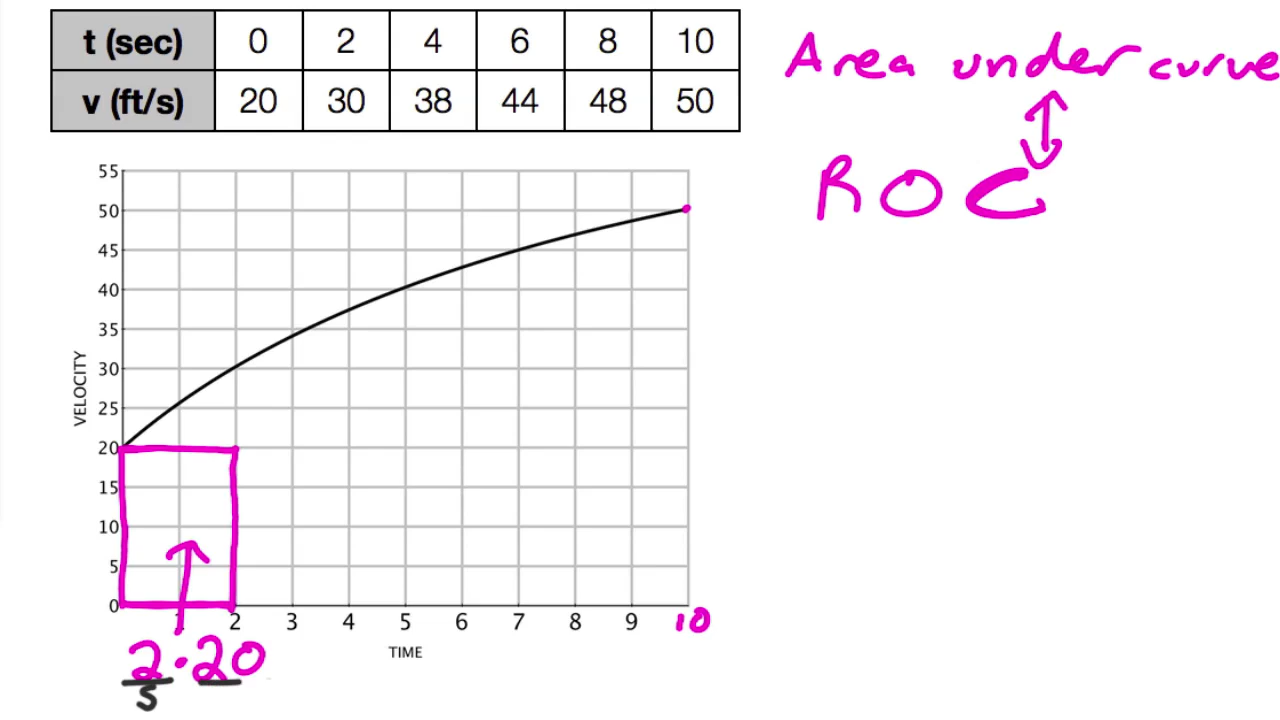 t (sec) 0 2 4 6 8 10
v (ft/s) 20 30 38 44 48 50
Area under curve
ROC
55
50
45
40
35
30
25
20
15
10
5
0
VELOCITY
1 2 3 4 5 6 7 8 9 10
TIME
2 · 20
s